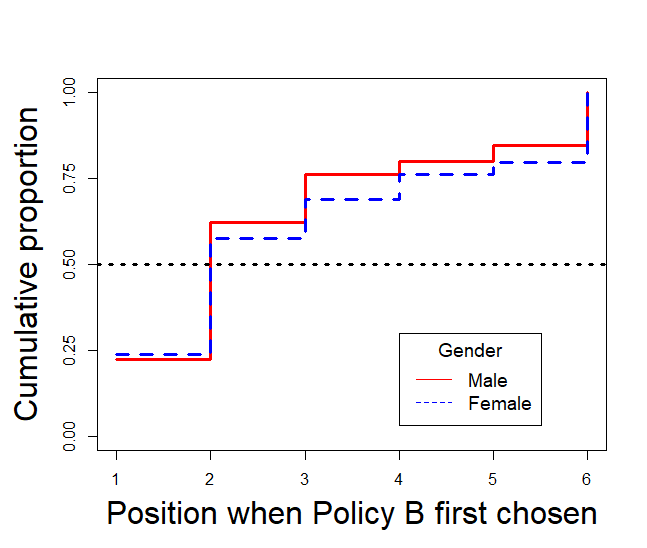 Cumulative proportion
1.00
0.75
0.50
0.25
0.00
Gender
Male
Female
1 2 3 4 5 6
Position when Policy B first chosen